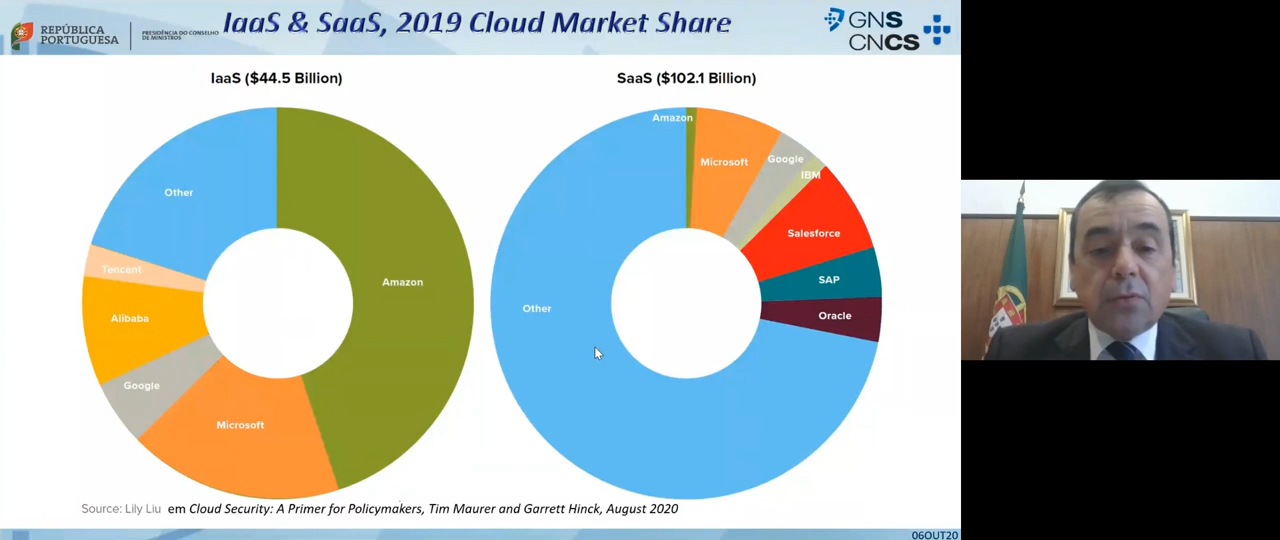 REPÚBLICA
PORTUGUESA
PRESIDÊNCIA DO CONSELHO
DE MINISTROS
IaaS & SaaS, 2019 Cloud Market Share
GNS
CNCS
IaaS ($44.5 Billion)
SaaS ($102.1 Billion)
Other
Tencent
Alibaba
Google
Microsoft
Amazon
Amazon
Microsoft
Google
IBM
Salesforce
SAP
Oracle
Other
Source: Lily Liu em Cloud Security: A Primer for Policymakers, Tim Maurer and Garrett Hinck, August 2020
06OUT20